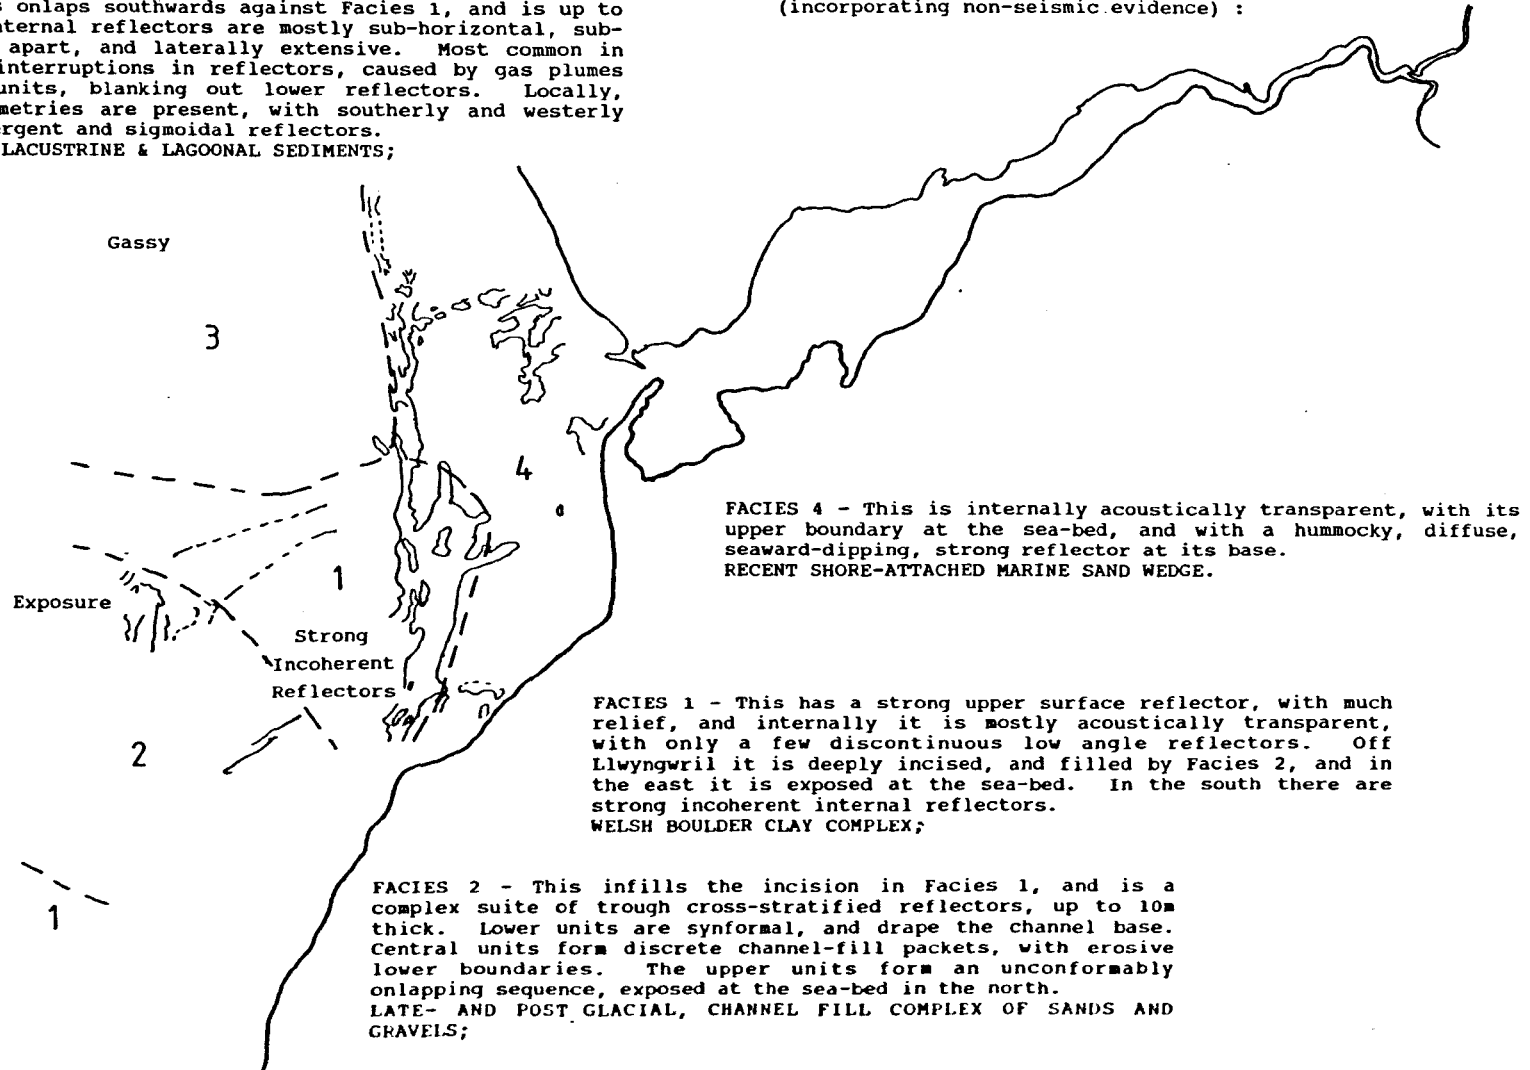 onlaps southwards against Facies 1, and is up to
nternal reflectors are mostly sub-horizontal, sub-
apart, and laterally extensive. Most common in
interruptions in reflectors, caused by gas plumes
units, blanking out lower reflectors. Locally,
metries are present, with southerly and westerly
rgent and sigmoidal reflectors.
LACUSTRINE & LAGOONAL SEDIMENTS;
(incorporating non-seismic evidence) :
Gassy
3
4
FACIES 4 - This is internally acoustically transparent, with its
upper boundary at the sea-bed, and with a hummocky, diffuse,
seaward-dipping, strong reflector at its base.
RECENT SHORE-ATTACHED MARINE SAND WEDGE.
1
Exposure
Strong
Incoherent
Reflectors
2
FACIES 1 - This has a strong upper surface reflector, with much
relief, and internally it is mostly acoustically transparent,
with only a few discontinuous low angle reflectors. Off
Llwyngwril it is deeply incised, and filled by Facies 2, and in
the east it is exposed at the sea-bed. In the south there are
strong incoherent internal reflectors.
WELSH BOULDER CLAY COMPLEX;
1
FACIES 2 - This infills the incision in Facies 1, and is a
complex suite of trough cross-stratified reflectors, up to 10m
thick. Lower units are synformal, and drape the channel base.
Central units form discrete channel-fill packets, with erosive
lower boundaries. The upper units form an unconformably
onlapping sequence, exposed at the sea-bed in the north.
LATE- AND POST GLACIAL, CHANNEL FILL COMPLEX OF SANDS AND
GRAVELS;